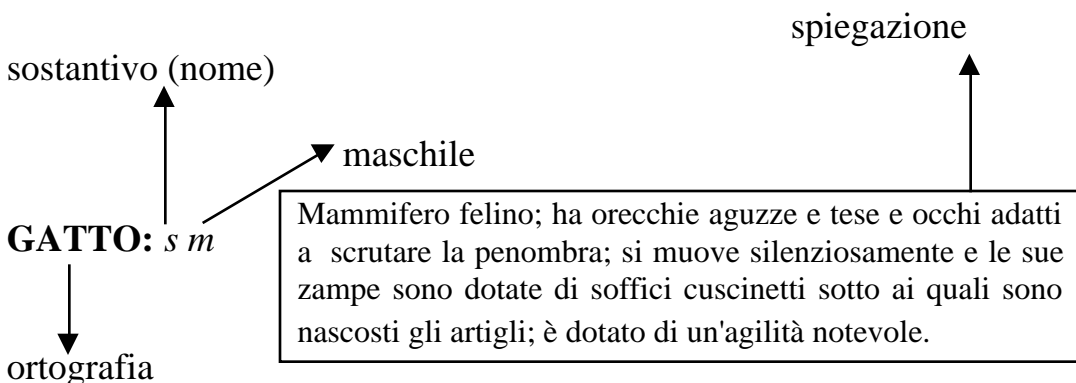 spiegazione
sostantivo (nome)
maschile
GATTO: s m
Mammifero felino; ha orecchie aguzze e tese e occhi adatti
a scrutare la penombra; si muove silenziosamente e le sue
zampe sono dotate di soffici cuscinetti sotto ai quali sono
nascosti gli artigli; è dotato di un'agilità notevole.
ortografia